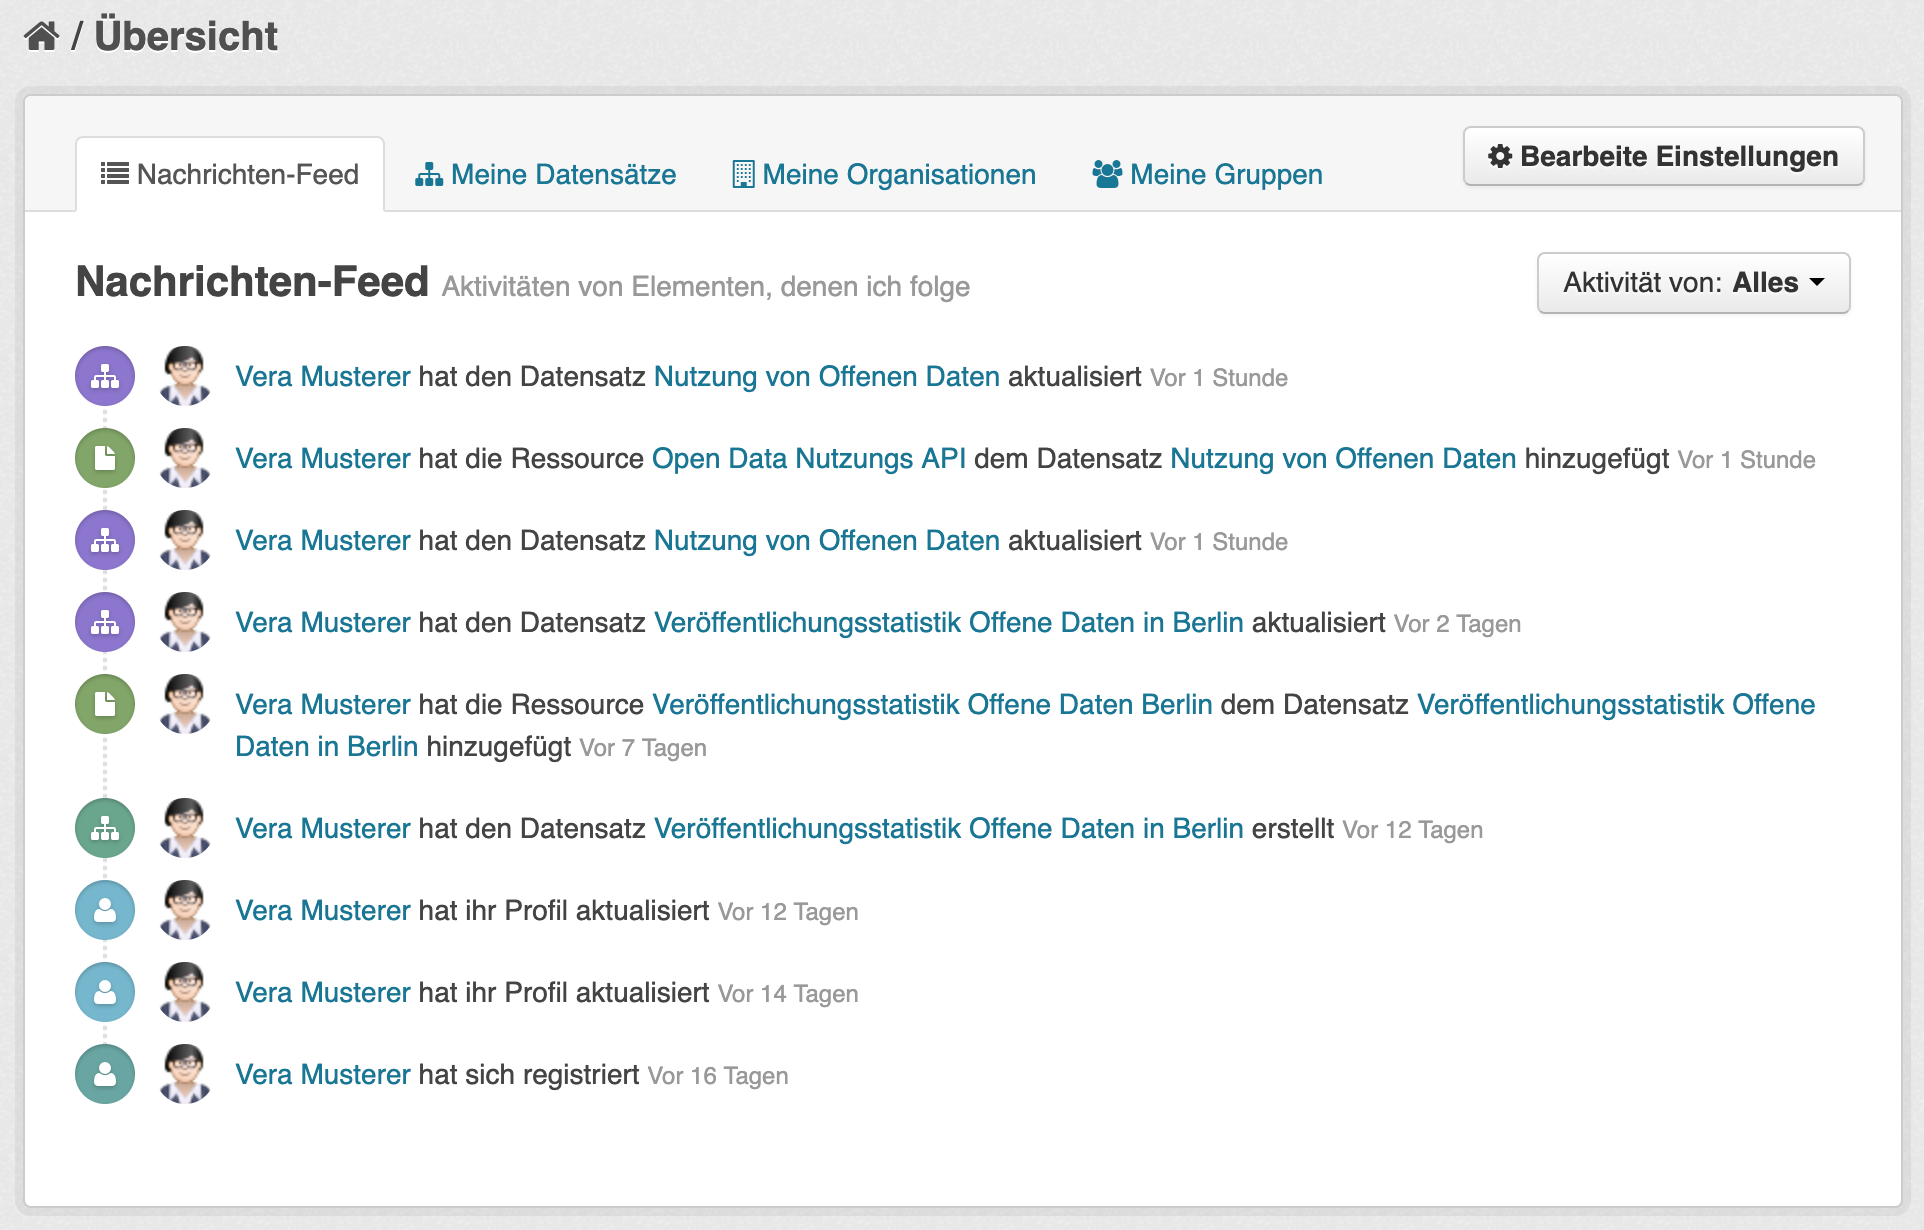 / Übersicht
Nachrichten-Feed
Meine Datensätze
Meine Organisationen
Meine Gruppen
Bearbeite Einstellungen
Nachrichten-Feed Aktivitäten von Elementen, denen ich folge
Aktivität von: Alles
Vera Musterer hat den Datensatz Nutzung von Offenen Daten aktualisiert Vor 1 Stunde
Vera Musterer hat die Ressource Open Data Nutzungs API dem Datensatz Nutzung von Offenen Daten hinzugefügt Vor 1 Stunde
Vera Musterer hat den Datensatz Nutzung von Offenen Daten aktualisiert Vor 1 Stunde
Vera Musterer hat den Datensatz Veröffentlichungsstatistik Offene Daten in Berlin aktualisiert Vor 2 Tagen
Vera Musterer hat die Ressource Veröffentlichungsstatistik Offene Daten Berlin dem Datensatz Veröffentlichungsstatistik Offene
Daten in Berlin hinzugefügt Vor 7 Tagen
Vera Musterer hat den Datensatz Veröffentlichungsstatistik Offene Daten in Berlin erstellt Vor 12 Tagen
Vera Musterer hat ihr Profil aktualisiert Vor 12 Tagen
Vera Musterer hat ihr Profil aktualisiert Vor 14 Tagen
Vera Musterer hat sich registriert Vor 16 Tagen